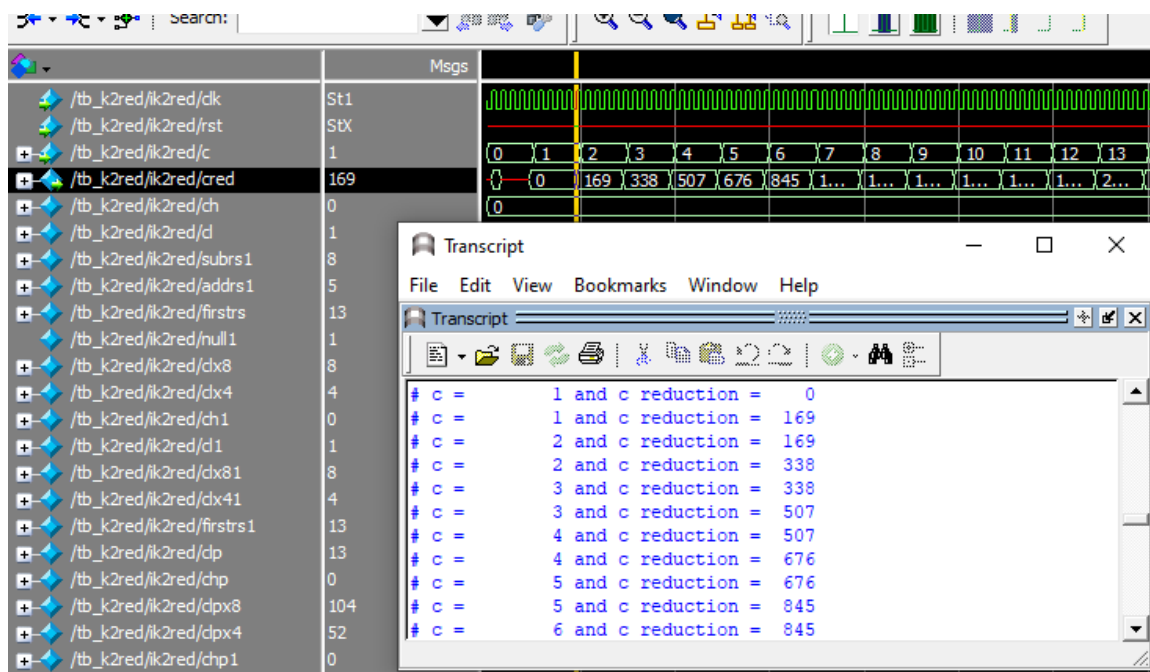 Search:
Msgs
/tb_k2red/ik2red/clk St1
/tb_k2red/ik2red/rst StX
/tb_k2red/ik2red/c 1 0 1 2 3 4 5 6 7 8 9 10 11 12 13
/tb_k2red/ik2red/cred 169 0 169 338 507 676 845 1... 1... 1... 1... 1... 1... 2...
/tb_k2red/ik2red/ch 0 0
/tb_k2red/ik2red/cl 1
/tb_k2red/ik2red/subrs1 8
/tb_k2red/ik2red/addrs1 5
/tb_k2red/ik2red/firstrs 13
/tb_k2red/ik2red/null1 1
/tb_k2red/ik2red/clx8 8
/tb_k2red/ik2red/clx4 4
/tb_k2red/ik2red/ch1 0
/tb_k2red/ik2red/cl1 1
/tb_k2red/ik2red/clx81 8
/tb_k2red/ik2red/clx41 4
/tb_k2red/ik2red/firstrs1 13
/tb_k2red/ik2red/clp 13
/tb_k2red/ik2red/chp 0
/tb_k2red/ik2red/clpx8 104
/tb_k2red/ik2red/clpx4 52
/tb_k2red/ik2red/chp1 0
Transcript
File Edit View Bookmarks Window Help
Transcript
# c = 1 and c reduction = 0
# c = 1 and c reduction = 169
# c = 2 and c reduction = 169
# c = 2 and c reduction = 338
# c = 3 and c reduction = 338
# c = 3 and c reduction = 507
# c = 4 and c reduction = 507
# c = 4 and c reduction = 676
# c = 5 and c reduction = 676
# c = 5 and c reduction = 845
# c = 6 and c reduction = 845